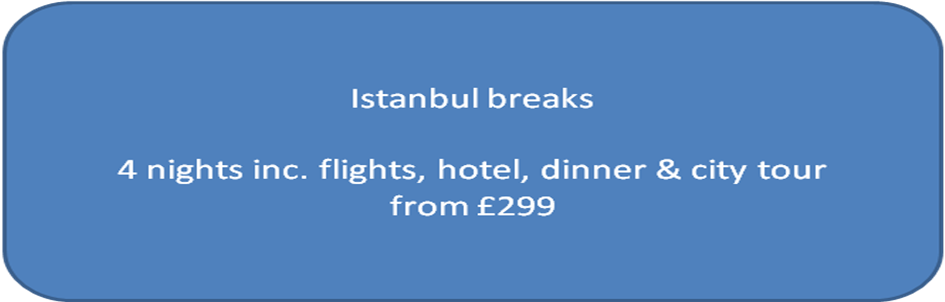 Istanbul breaks
4 nights inc. flights, hotel, dinner & city tour
from £299